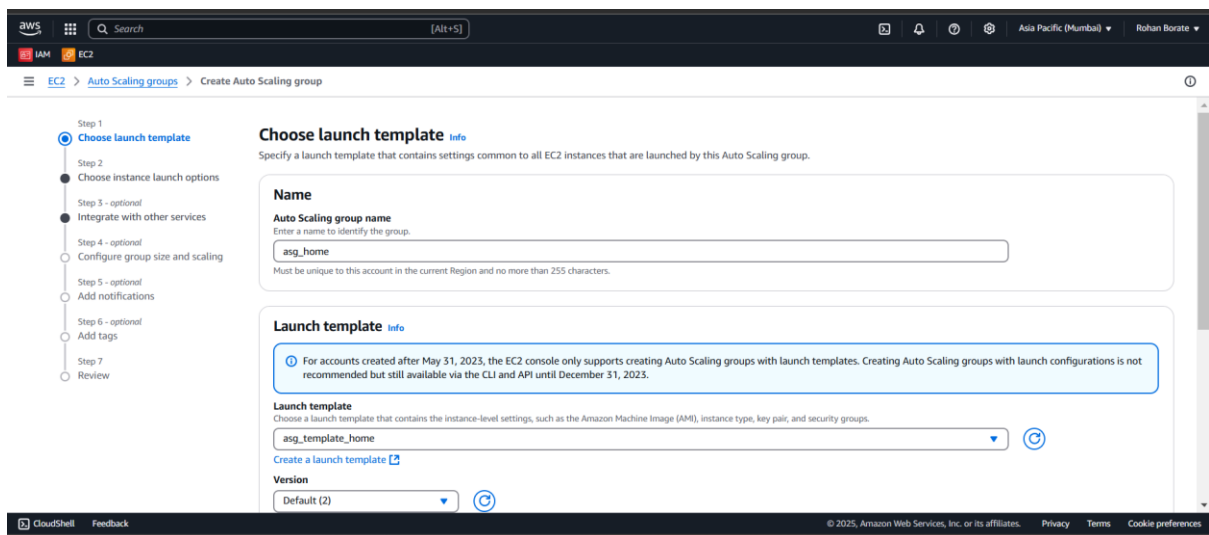 aws
Search [Alt+S] Asia Pacific (Mumbai) Rohan Borate
IAM EC2
EC2 > Auto Scaling groups > Create Auto Scaling group
Step 1
Choose launch template
Step 2
Choose instance launch options
Step 3 - optional
Integrate with other services
Step 4 - optional
Configure group size and scaling
Step 5 - optional
Add notifications
Step 6 - optional
Add tags
Step 7
Review
Choose launch template Info
Specify a launch template that contains settings common to all EC2 instances that are launched by this Auto Scaling group.
Name
Auto Scaling group name
Enter a name to identify the group.
asg_home
Must be unique to this account in the current Region and no more than 255 characters.
Launch template Info
For accounts created after May 31, 2023, the EC2 console only supports creating Auto Scaling groups with launch templates. Creating Auto Scaling groups with launch configurations is not
recommended but still available via the CLI and API until December 31, 2023.
Launch template
Choose a launch template that contains the instance-level settings, such as the Amazon Machine Image (AMI), instance type, key pair, and security groups.
asg_template_home
Create a launch template
Version
Default (2)
CloudShell Feedback © 2025, Amazon Web Services, Inc. or its affiliates. Privacy Terms Cookie preferences